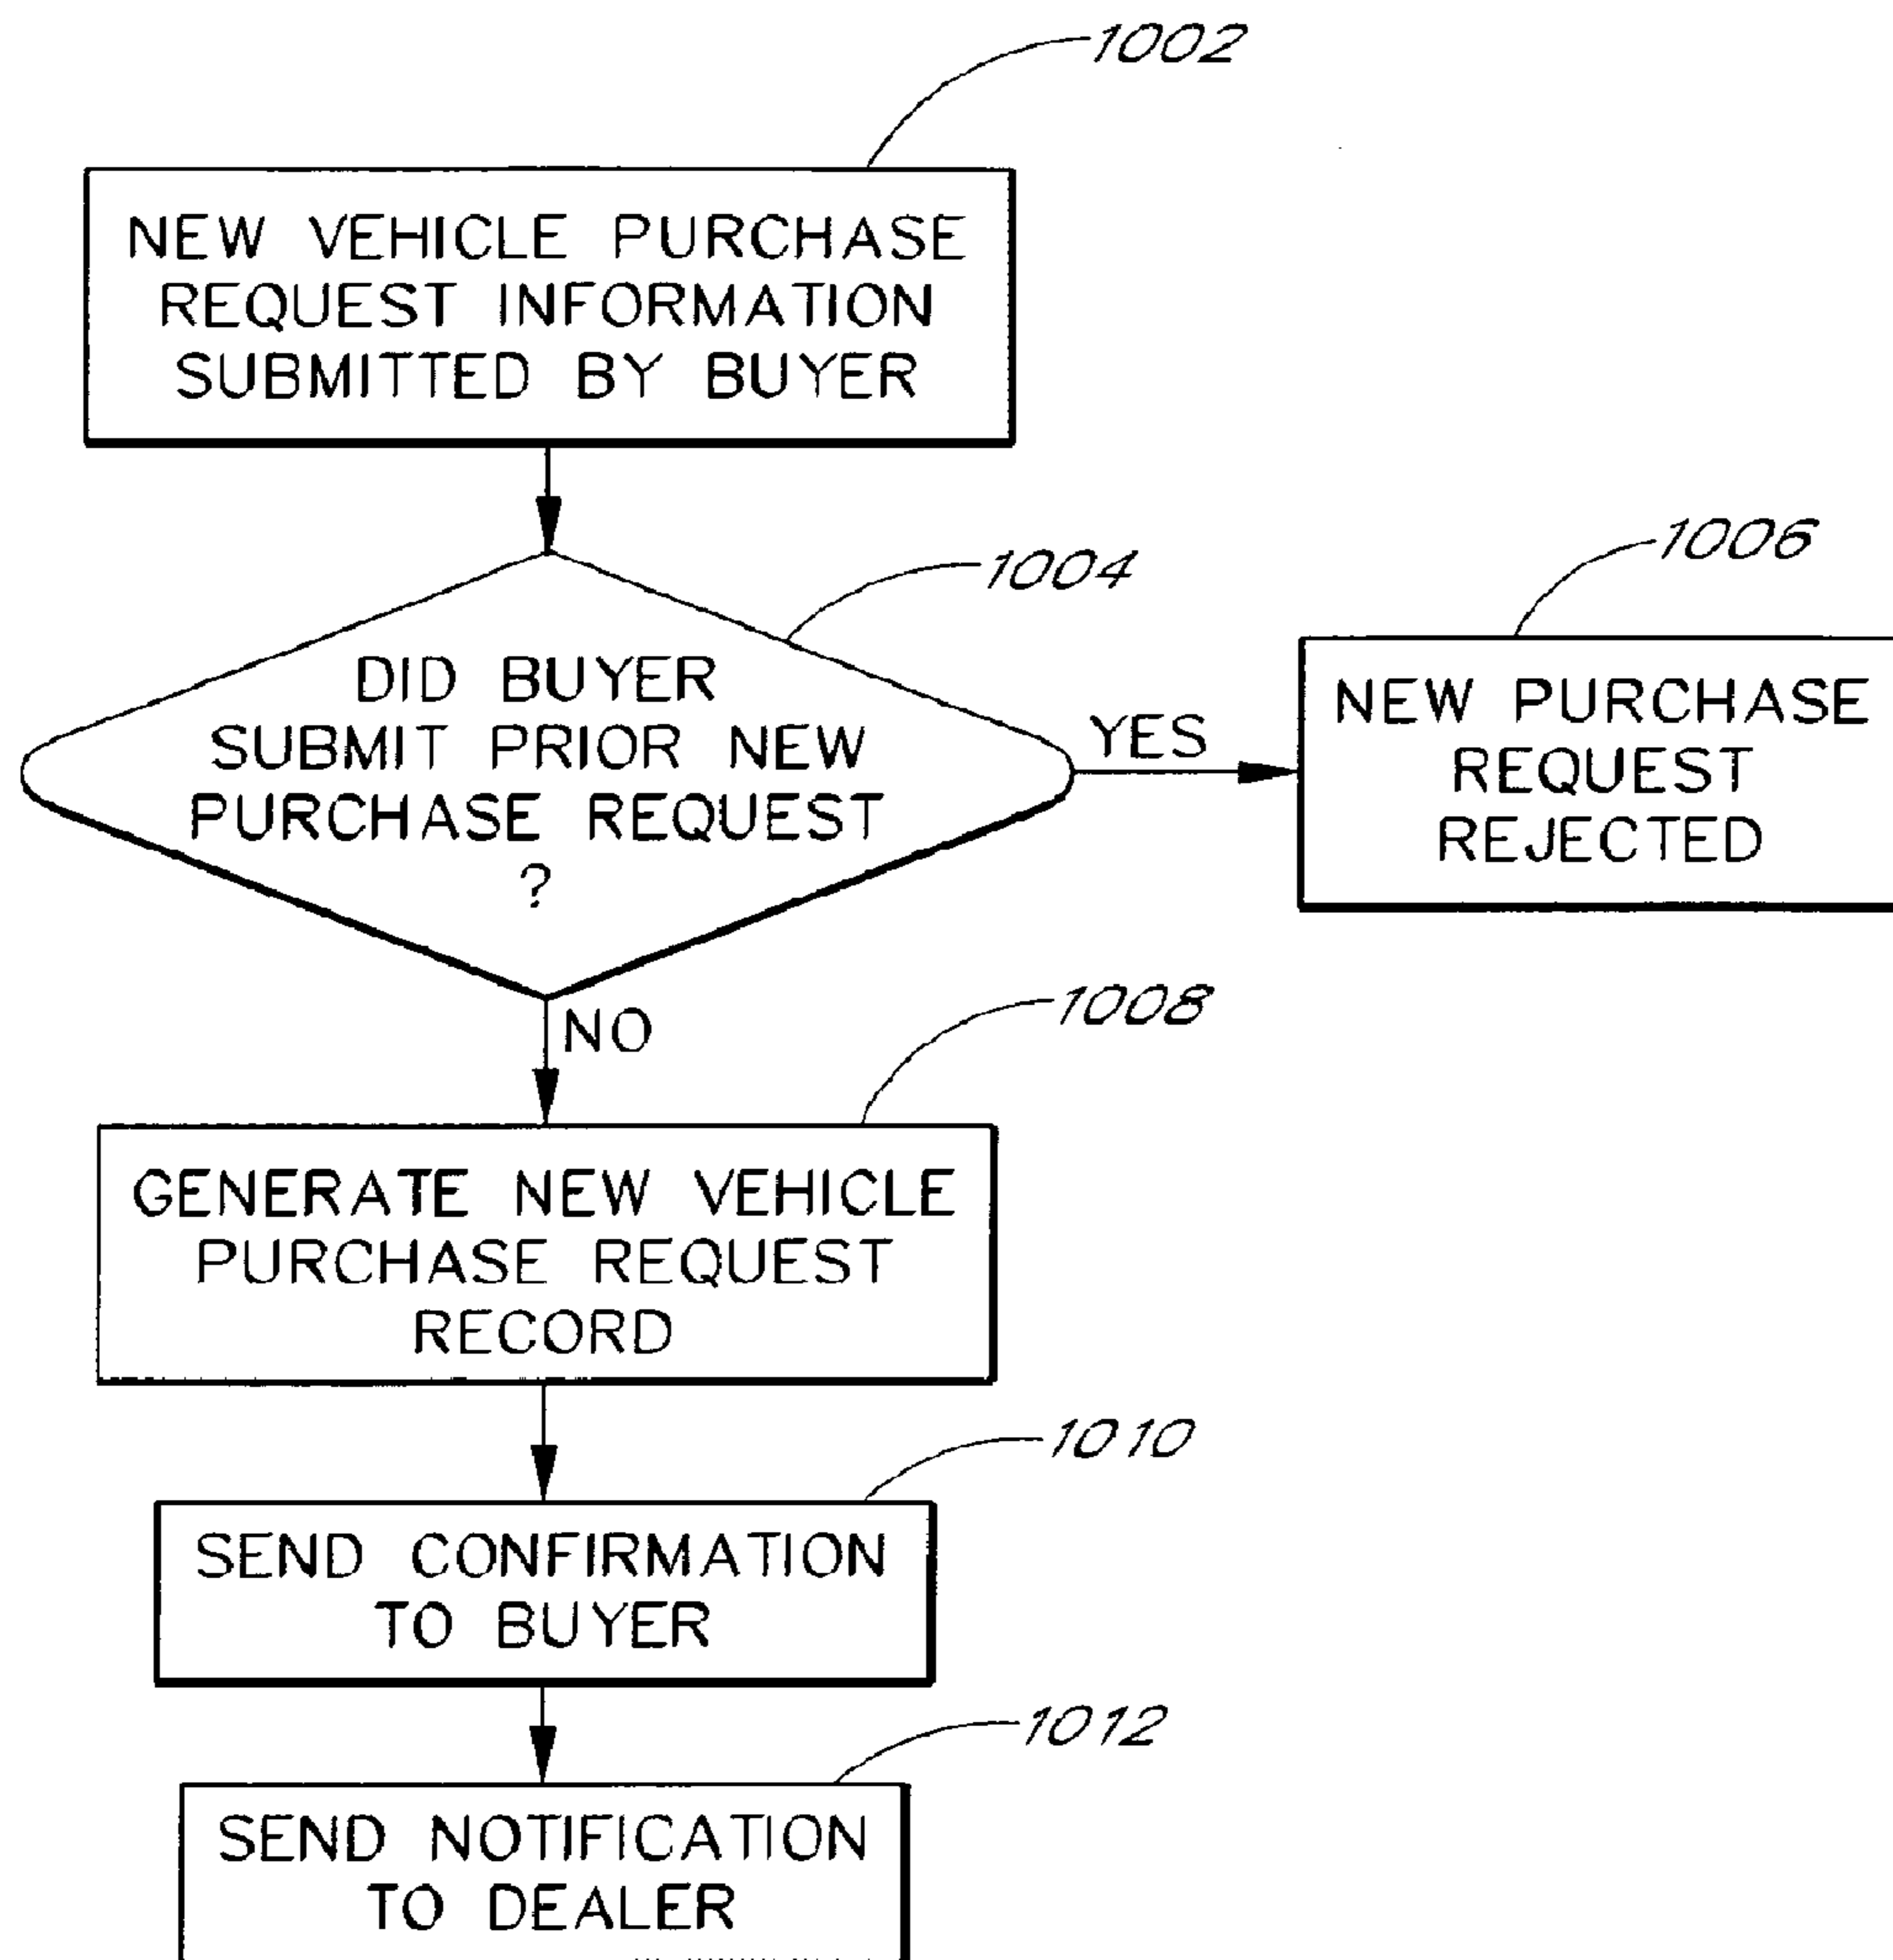 1002
NEW VEHICLE PURCHASE
REQUEST INFORMATION
SUBMITTED BY BUYER
1004
DID BUYER
SUBMIT PRIOR NEW
PURCHASE REQUEST
?
YES
1006
NEW PURCHASE
REQUEST
REJECTED
NO
1008
GENERATE NEW VEHICLE
PURCHASE REQUEST
RECORD
1010
SEND CONFIRMATION
TO BUYER
1012
SEND NOTIFICATION
TO DEALER